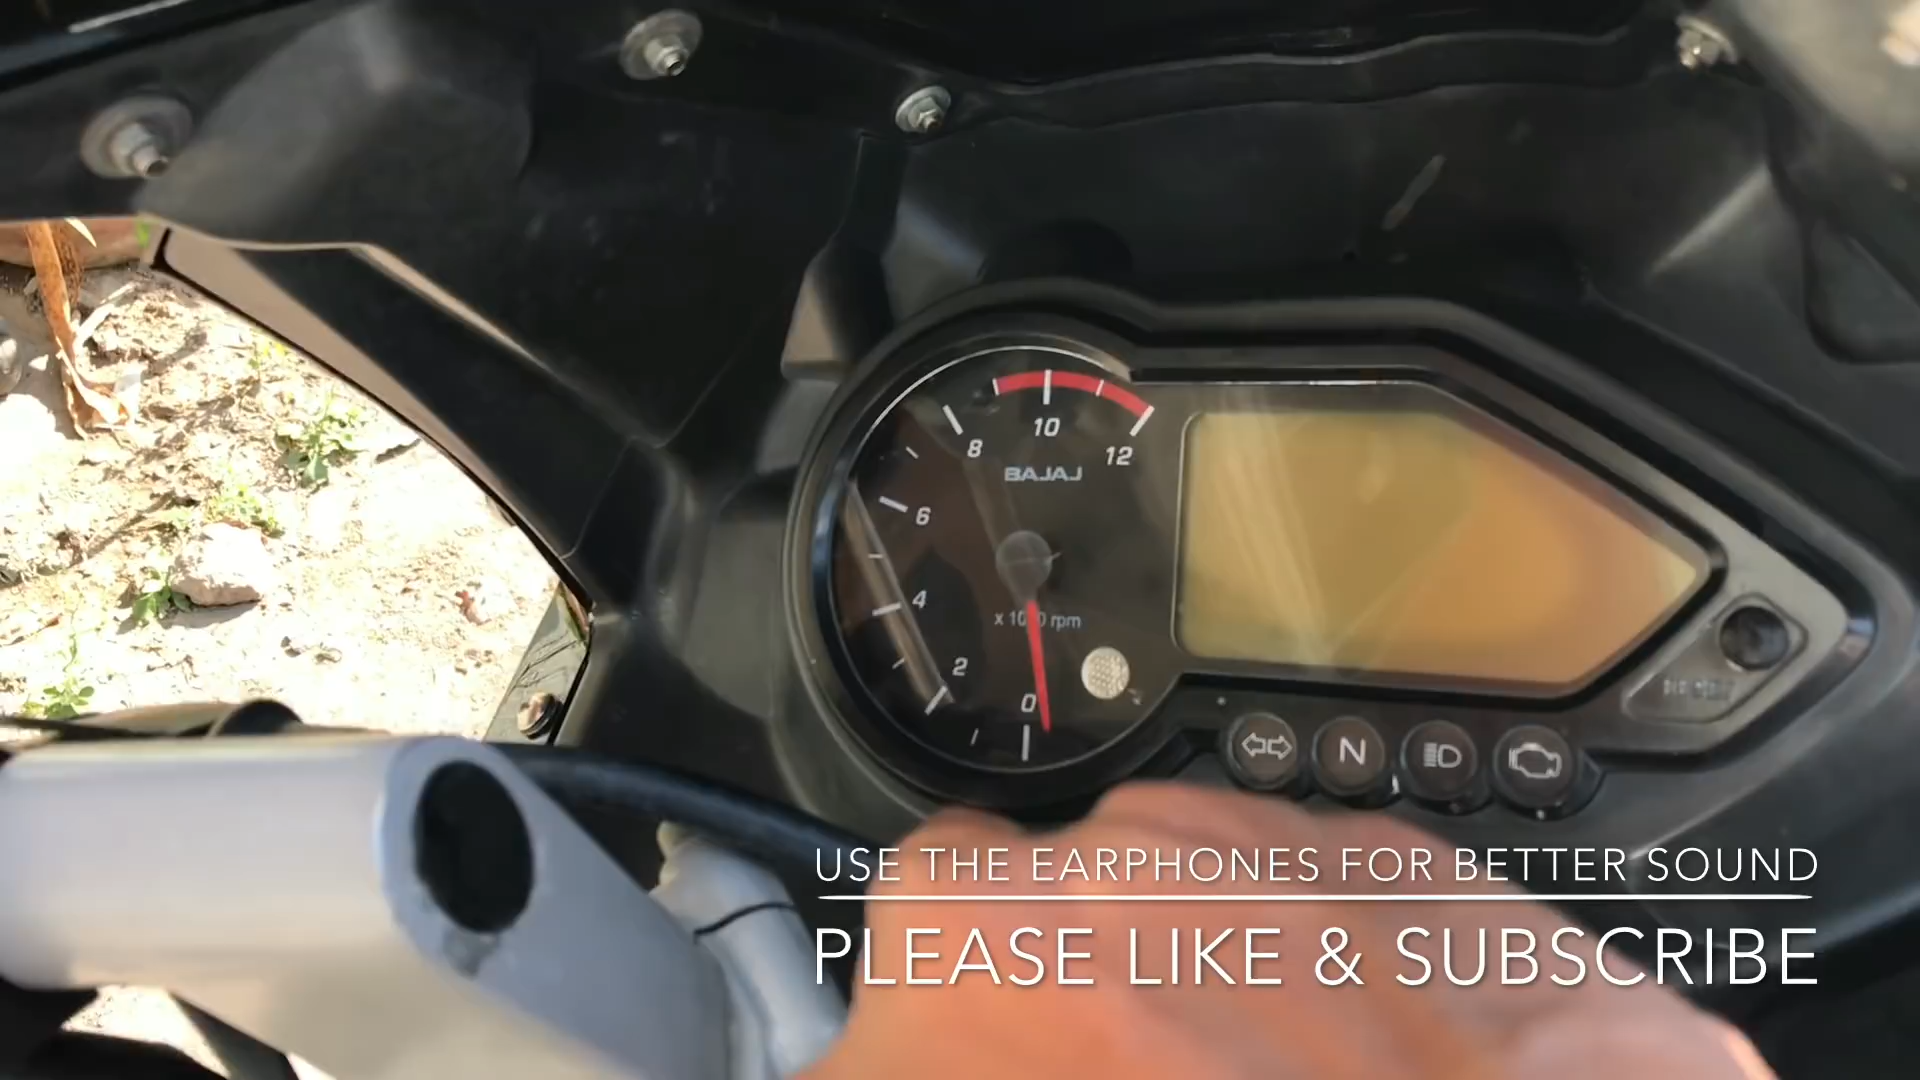 10
8
12
BAJAJ
6
4
x 1000 rpm
2
0
N
USE THE EARPHONES FOR BETTER SOUND
PLEASE LIKE & SUBSCRIBE